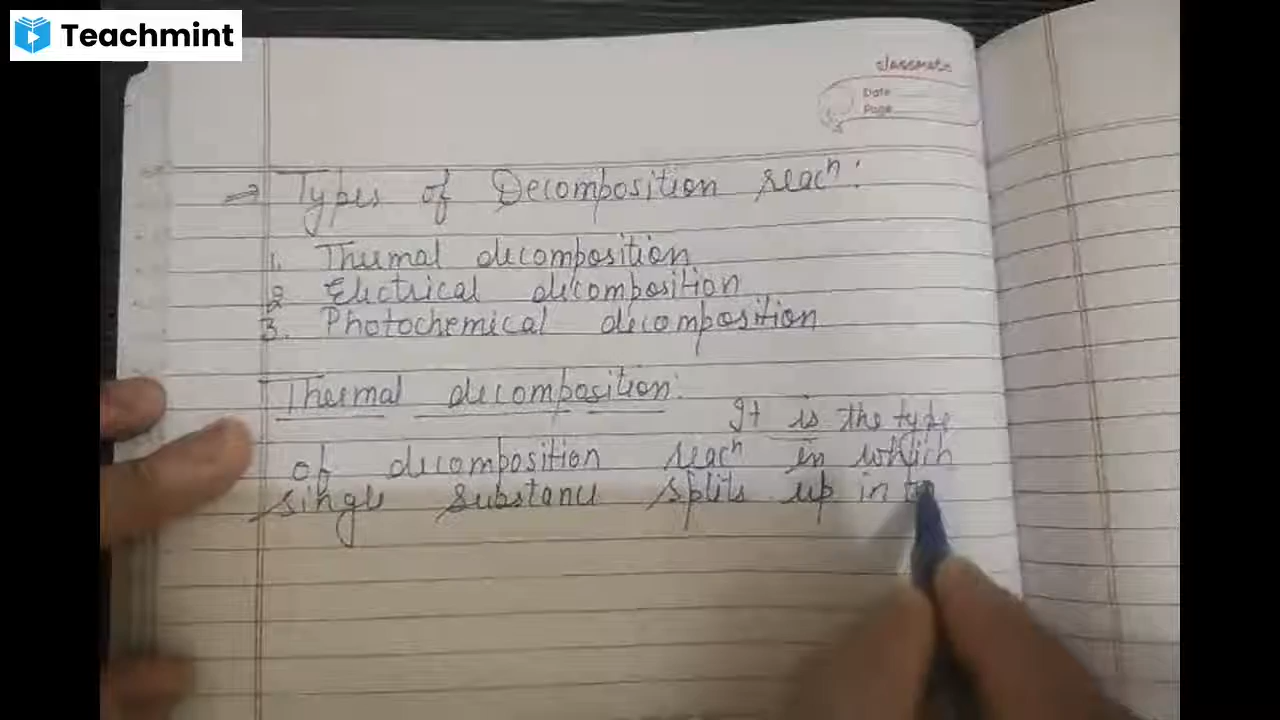 Teachmint
classmate
Date
Page
⇒ Types of Decomposition reacⁿ:
1. Thermal decomposition
2 Electrical decomposition
3. Photochemical decomposition
Thermal decomposition:
It is the type
of decomposition reacⁿ in which
single substance splits up in